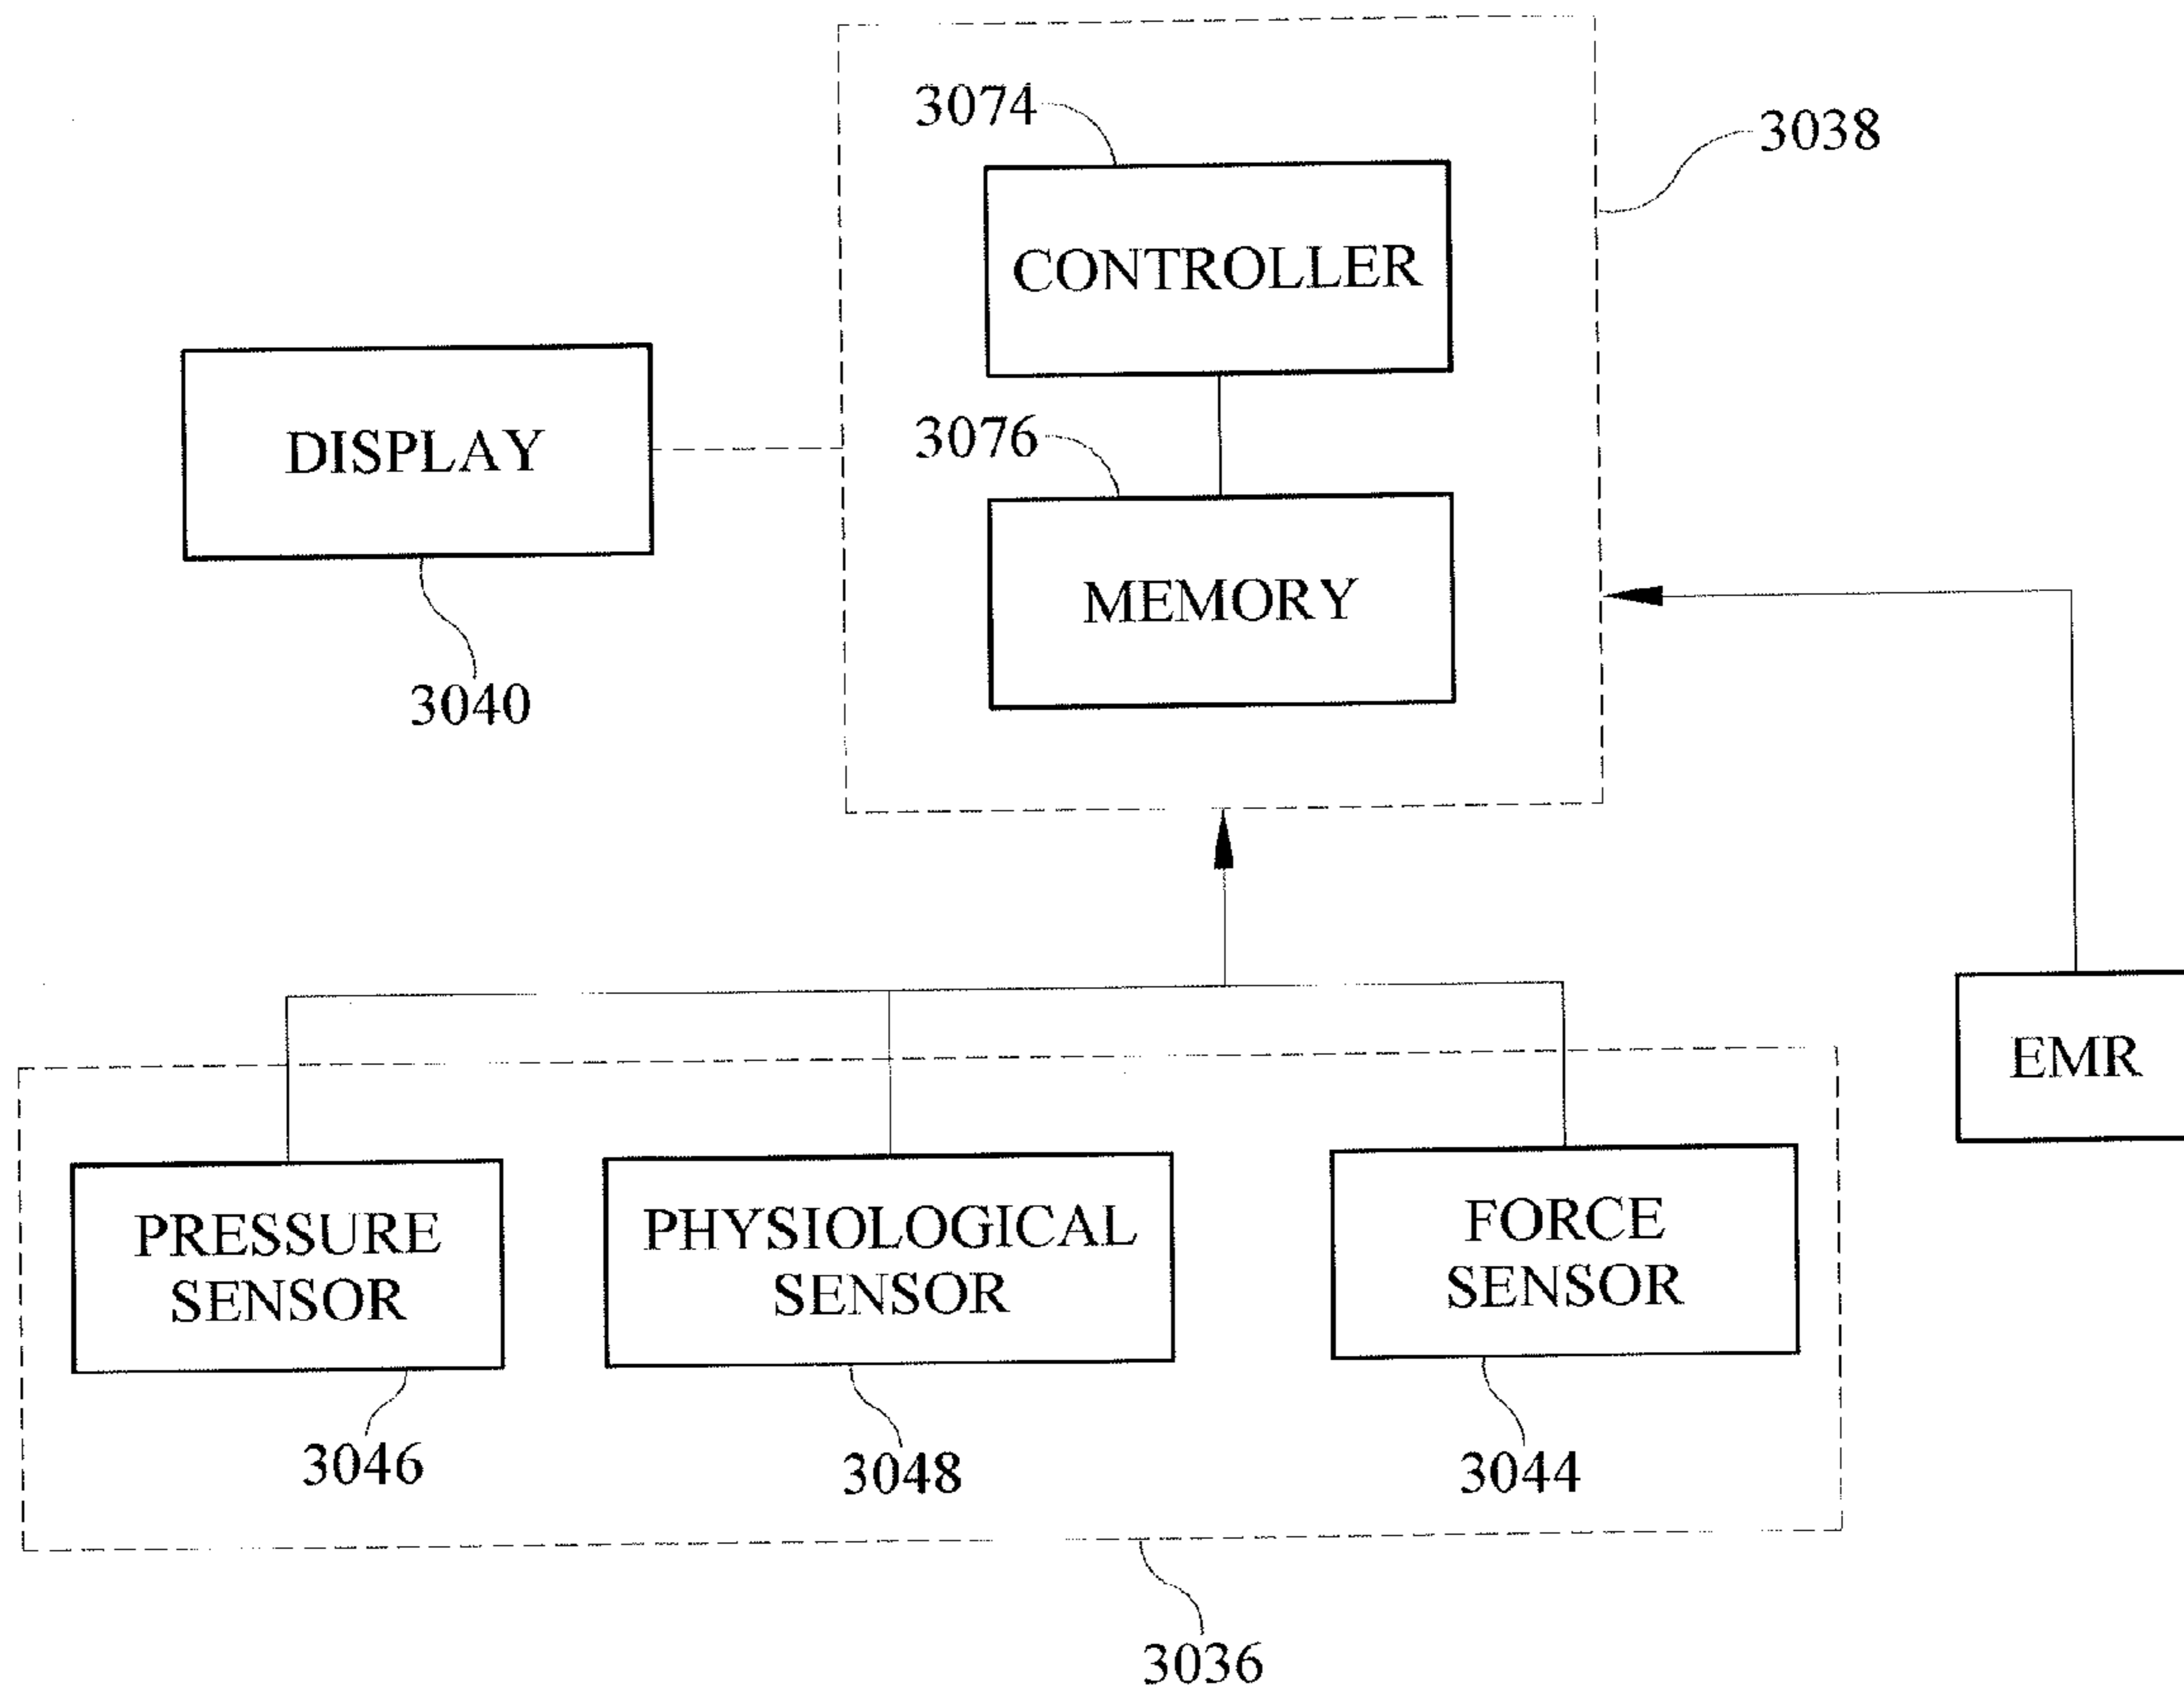 3074
3038
CONTROLLER
DISPLAY
3076
MEMORY
3040
EMR
PRESSURE
SENSOR
PHYSIOLOGICAL
SENSOR
FORCE
SENSOR
3046
3048
3044
3036